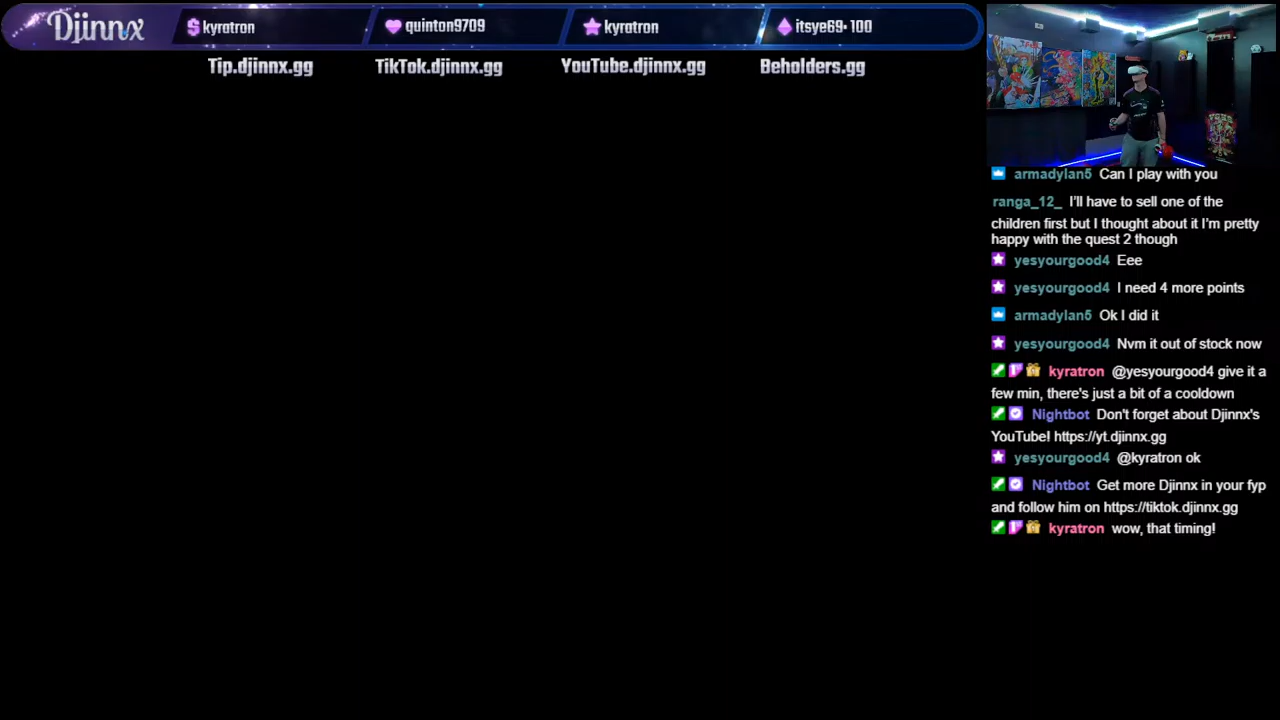 Djinnx
kyratron
quinton9709
kyratron
itsye69• 100
Tip.djinnx.gg
TikTok.djinnx.gg
YouTube.djinnx.gg
Beholders.gg
armadylan5 Can I play with you
ranga_12_ I'll have to sell one of the
children first but I thought about it I'm pretty
happy with the quest 2 though
yesyourgood4 Eee
yesyourgood4 I need 4 more points
armadylan5 Ok I did it
yesyourgood4 Nvm it out of stock now
kyratron @yesyourgood4 give it a
few min, there's just a bit of a cooldown
Nightbot Don't forget about Djinnx's
YouTube! https://yt.djinnx.gg
yesyourgood4 @kyratron ok
Nightbot Get more Djinnx in your fyp
and follow him on https://tiktok.djinnx.gg
kyratron wow, that timing!